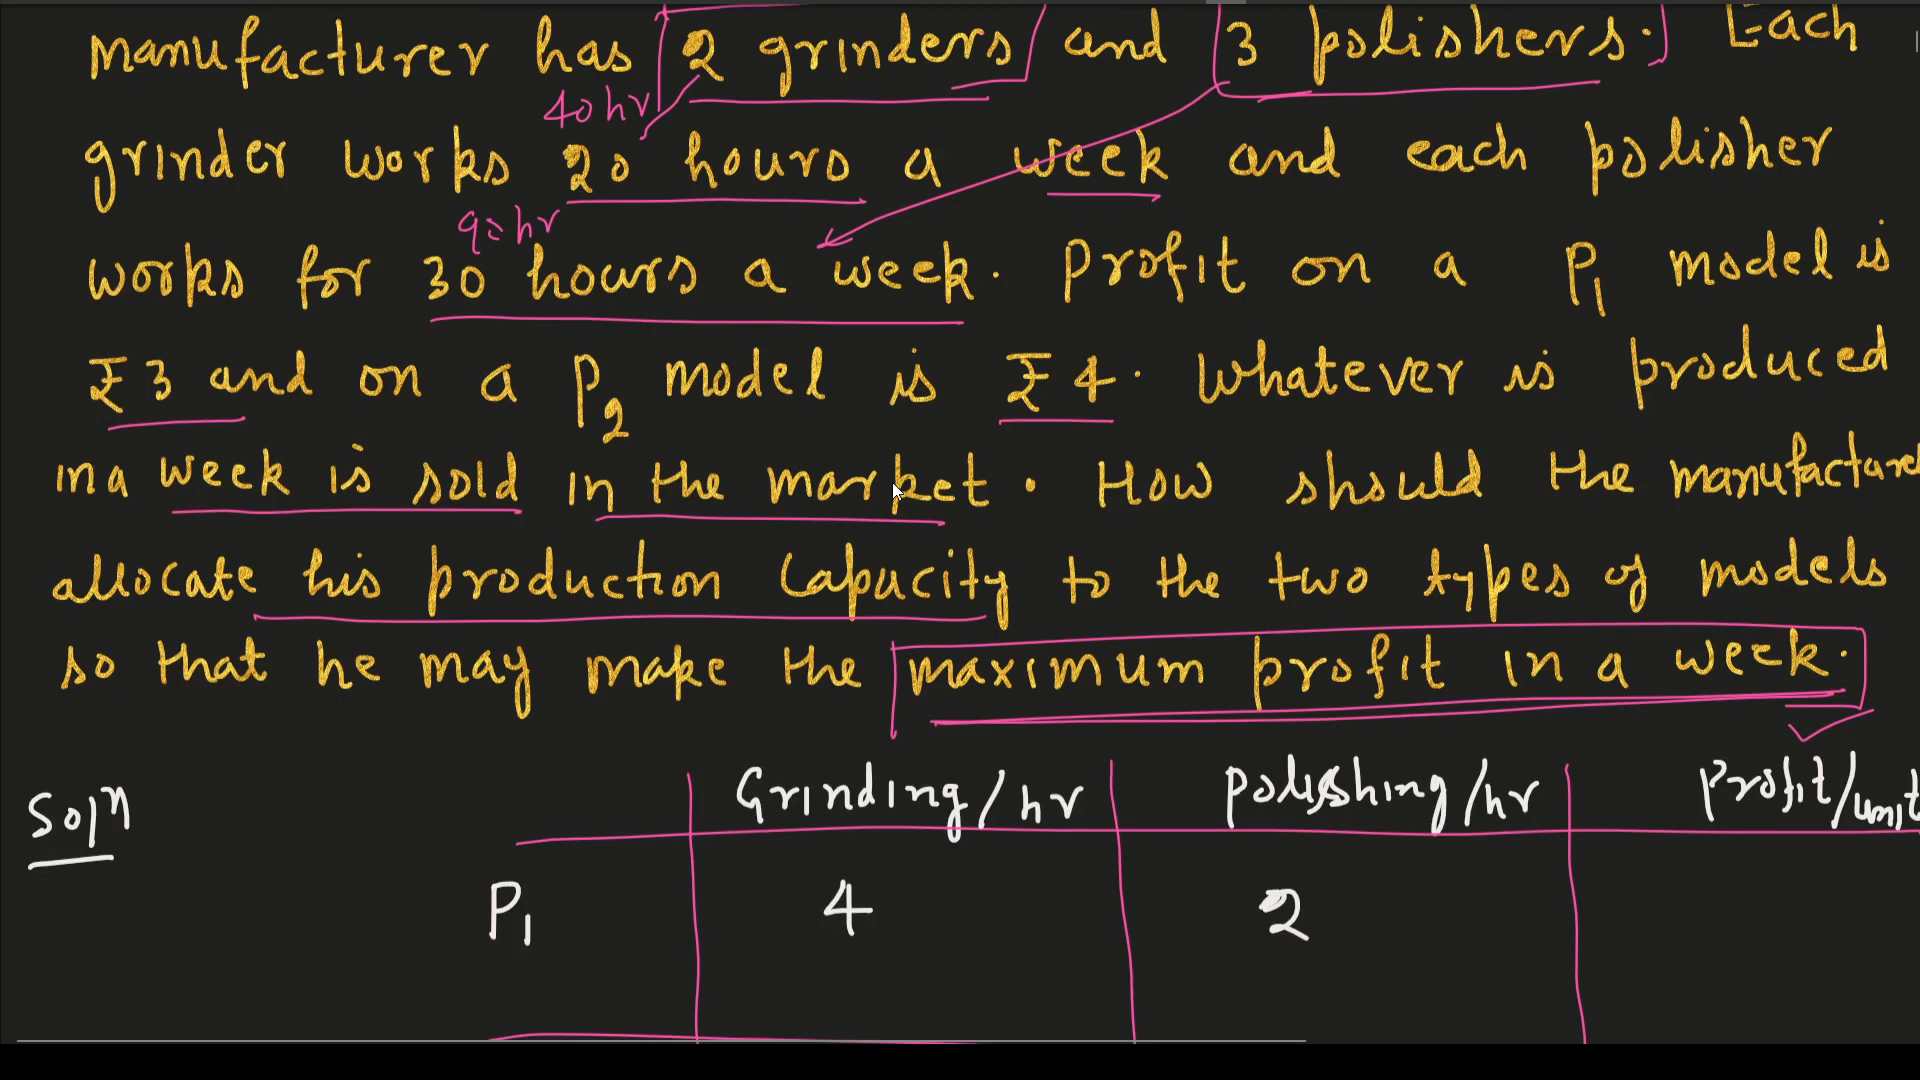 manufacturer has 2 grinders and 3 polishers. Each
40 hr
grinder works 20 hours a week and each polisher
90 hr
works for 30 hours a week. Profit on a P1 model is
₹3 and on a P2 model is ₹4. Whatever is produced
in a week is sold in the market. How should the manufacturer
allocate his production capacity to the two types of models
so that he may make the maximum profit in a week.
Soln Grinding/hr polishing/hr profit/unit
P1 4 2